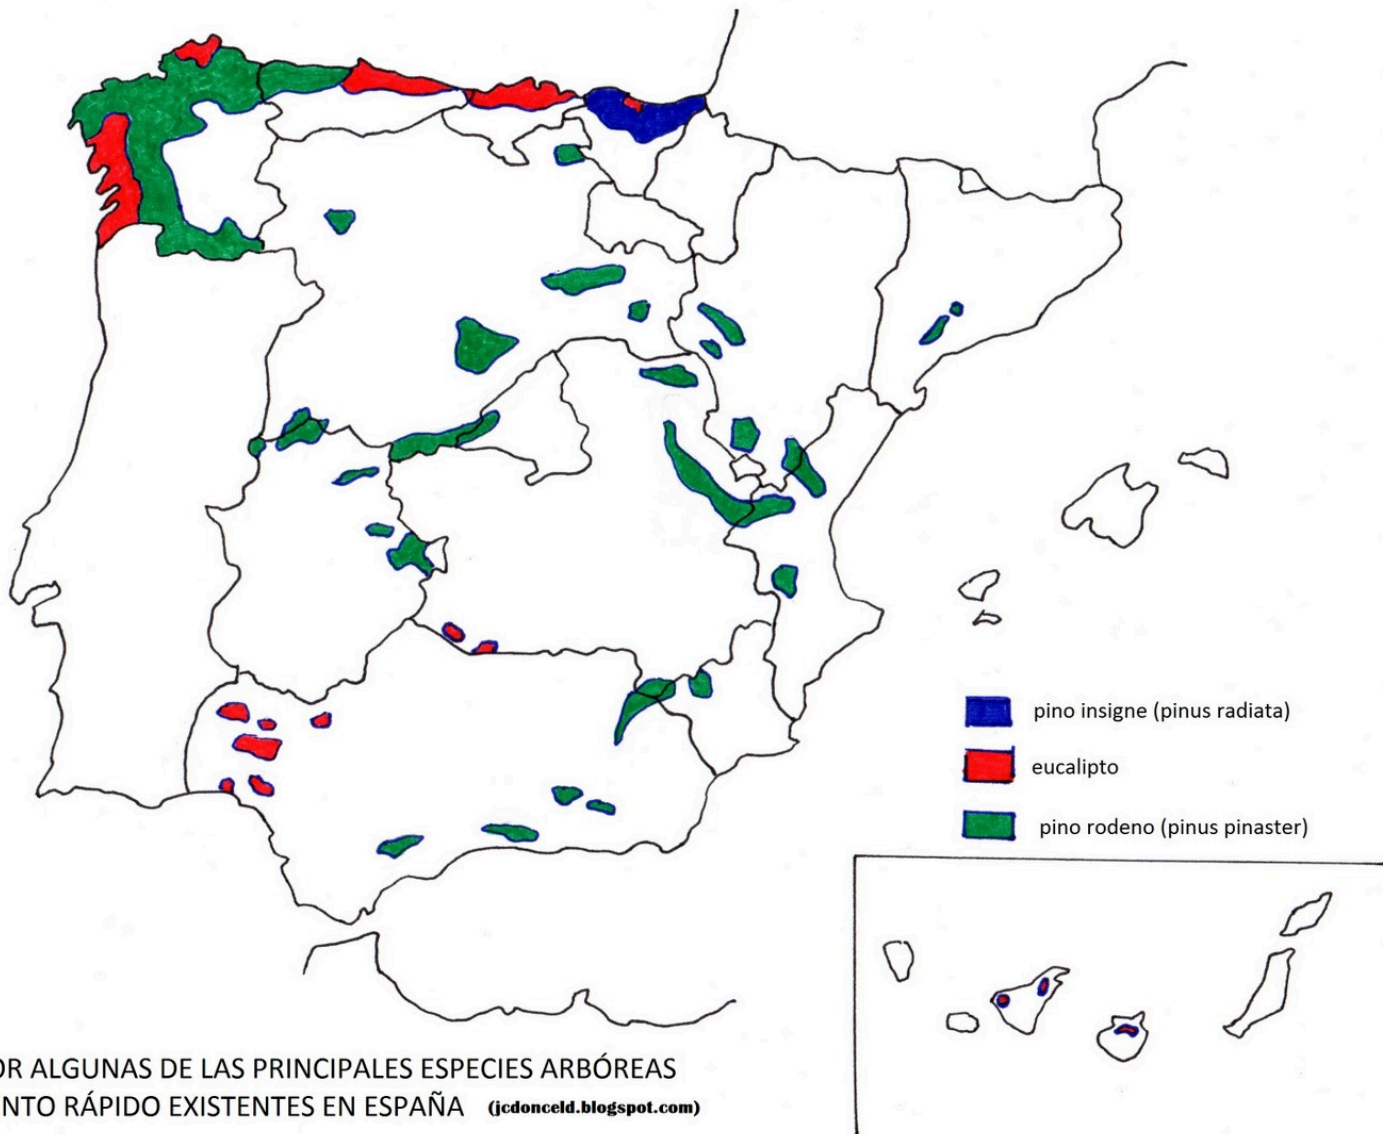 pino insigne (pinus radiata)
eucalipto
pino rodeno (pinus pinaster)
OR ALGUNAS DE LAS PRINCIPALES ESPECIES ARBÓREAS
NTO RÁPIDO EXISTENTES EN ESPAÑA (jcdonceld.blogspot.com)